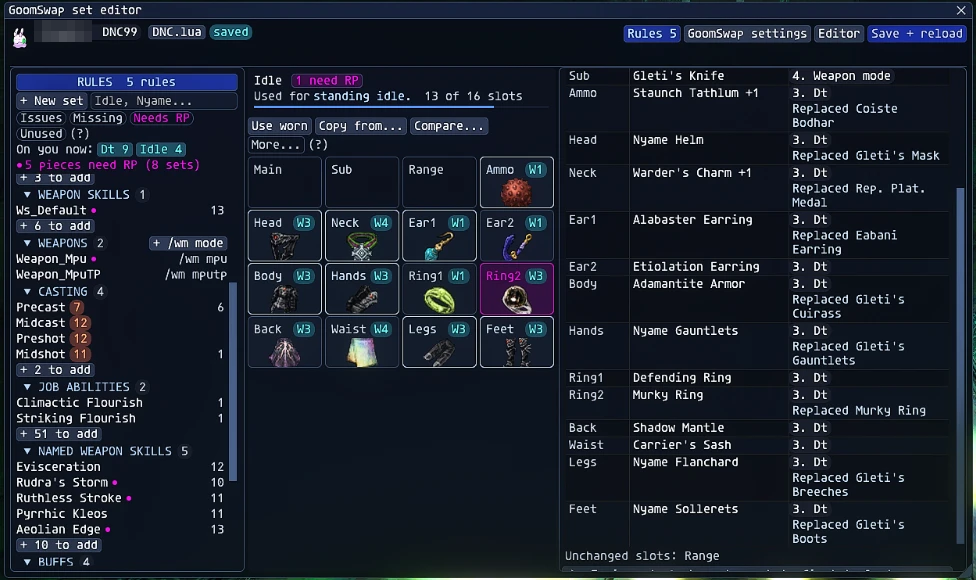 GoomSwap set editor
DNC99 DNC.lua saved
Rules 5 GoomSwap settings Editor Save + reload
RULES 5 rules
+ New set Idle, Nyame...
Issues Missing Needs RP
Unused (?)
On you now: Dt 9 Idle 4
5 pieces need RP (8 sets)
+ 3 to add
▼ WEAPON SKILLS 1
Ws_Default 13
+ 6 to add
▼ WEAPONS 2 + /wm mode
Weapon_Mpu /wm mpu
Weapon_MpuTP /wm mputp
▼ CASTING 4
Precast 7 6
Midcast 12
Preshot 12
Midshot 11 1
+ 2 to add
▼ JOB ABILITIES 2
Climactic Flourish 1
Striking Flourish 1
+ 51 to add
▼ NAMED WEAPON SKILLS 5
Evisceration 12
Rudra's Storm 10
Ruthless Stroke 11
Pyrrhic Kleos 11
Aeolian Edge 13
+ 10 to add
▼ BUFFS 4
Idle 1 need RP
Used for standing idle. 13 of 16 slots
Use worn Copy from... Compare...
More... (?)
Main Sub Range Ammo W1
Head W3 Neck W4 Ear1 W1 Ear2 W1
Body W3 Hands W3 Ring1 W1 Ring2 W3
Back W3 Waist W4 Legs W3 Feet W3
Sub Gleti's Knife 4. Weapon mode
Ammo Staunch Tathlum +1 3. Dt
Replaced Coiste
Bodhar
Head Nyame Helm 3. Dt
Replaced Gleti's Mask
Neck Warder's Charm +1 3. Dt
Replaced Rep. Plat.
Medal
Ear1 Alabaster Earring 3. Dt
Replaced Eabani
Earring
Ear2 Etiolation Earring 3. Dt
Body Adamantite Armor 3. Dt
Replaced Gleti's
Cuirass
Hands Nyame Gauntlets 3. Dt
Replaced Gleti's
Gauntlets
Ring1 Defending Ring 3. Dt
Ring2 Murky Ring 3. Dt
Replaced Murky Ring
Back Shadow Mantle 3. Dt
Waist Carrier's Sash 3. Dt
Legs Nyame Flanchard 3. Dt
Replaced Gleti's
Breeches
Feet Nyame Sollerets 3. Dt
Replaced Gleti's
Boots
Unchanged slots: Range